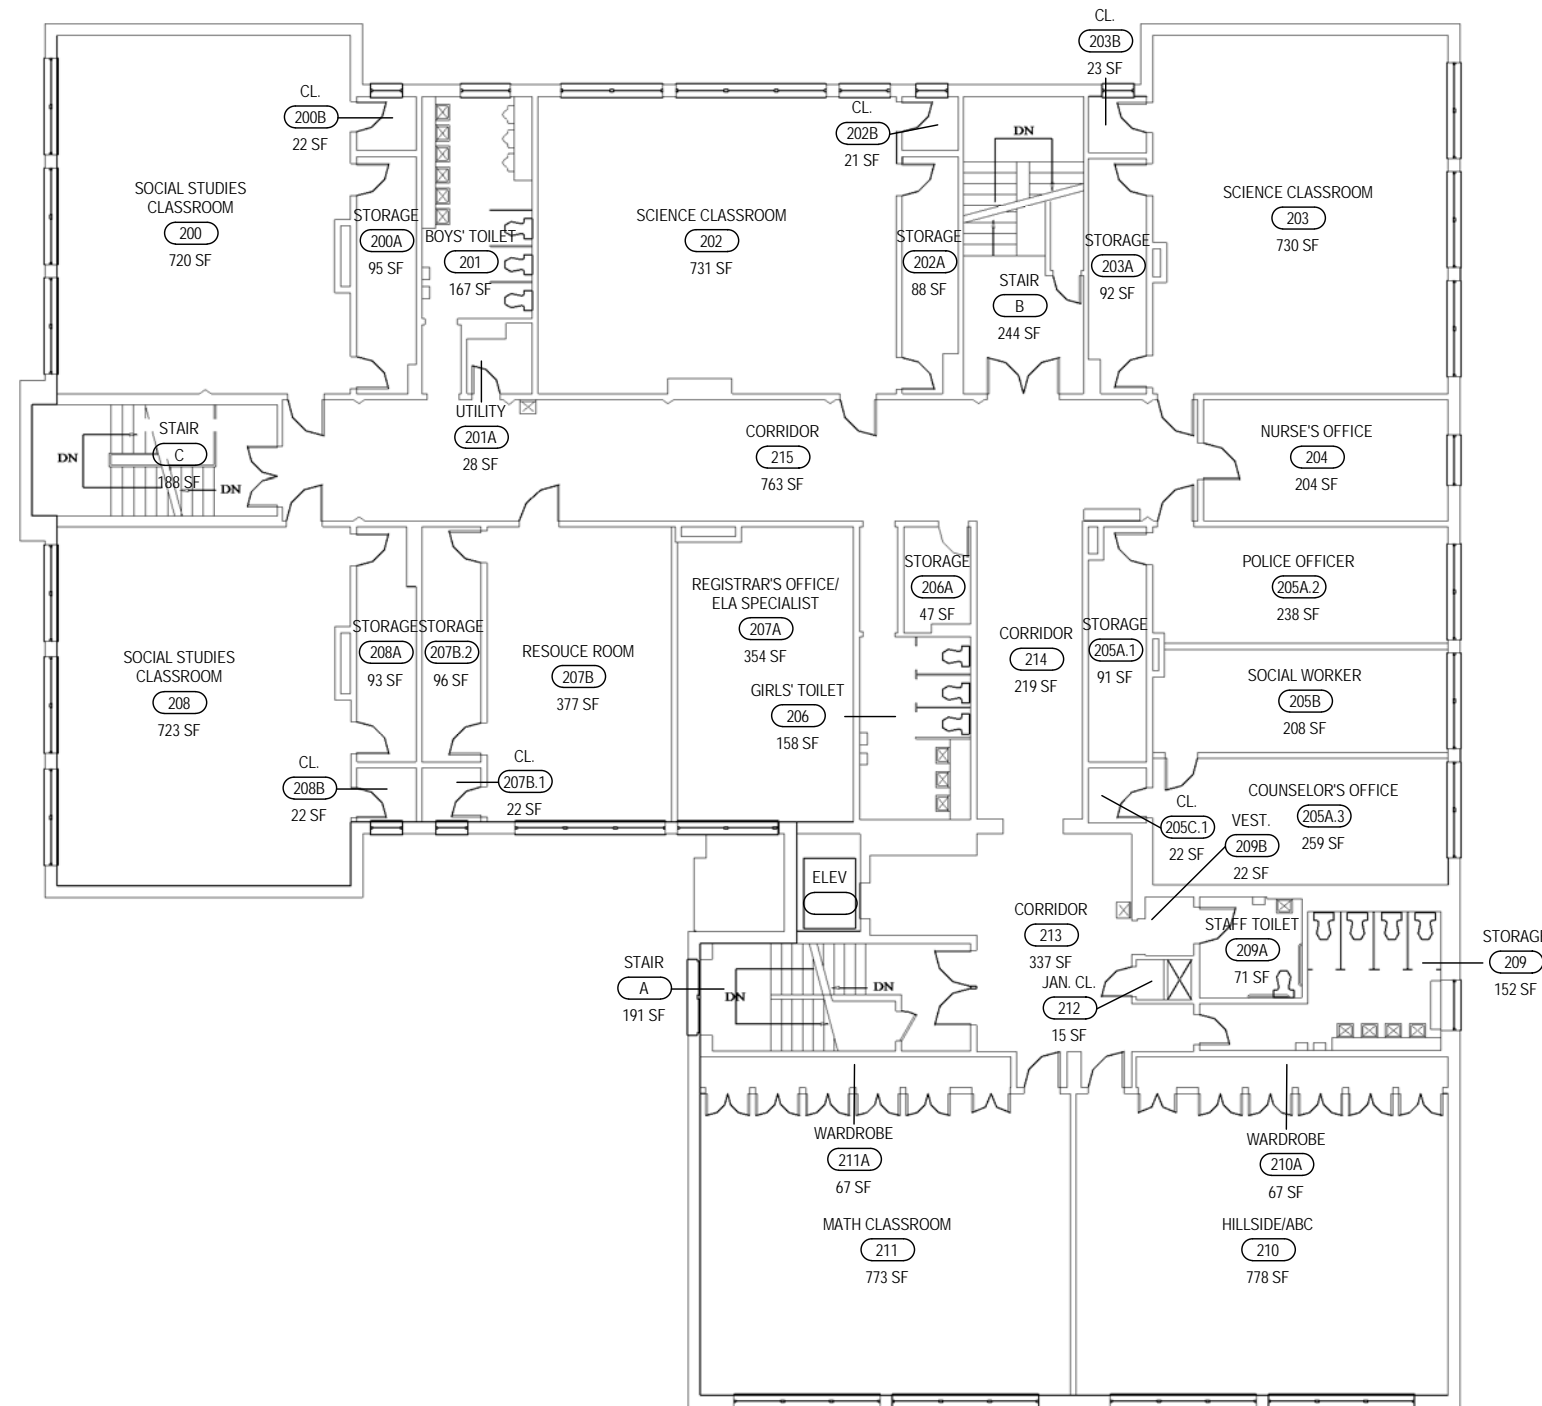 CL.
203B
23 SF
CL.
200B
22 SF
CL.
202B
21 SF
DN
SOCIAL STUDIES
CLASSROOM
200
720 SF
STORAGE
200A
95 SF
BOYS' TOILET
201
167 SF
SCIENCE CLASSROOM
202
731 SF
STORAGE
202A
88 SF
STAIR
B
244 SF
STORAGE
203A
92 SF
SCIENCE CLASSROOM
203
730 SF
STAIR
C
188 SF
DN
DN
UTILITY
201A
28 SF
CORRIDOR
215
763 SF
NURSE'S OFFICE
204
204 SF
SOCIAL STUDIES
CLASSROOM
208
723 SF
STORAGE
208A
93 SF
STORAGE
207B.2
96 SF
RESOUCE ROOM
207B
377 SF
REGISTRAR'S OFFICE/
ELA SPECIALIST
207A
354 SF
STORAGE
206A
47 SF
GIRLS' TOILET
206
158 SF
CORRIDOR
214
219 SF
STORAGE
205A.1
91 SF
POLICE OFFICER
205A.2
238 SF
SOCIAL WORKER
205B
208 SF
COUNSELOR'S OFFICE
205A.3
259 SF
CL.
208B
22 SF
CL.
207B.1
22 SF
CL.
205C.1
22 SF
VEST.
209B
22 SF
ELEV
CORRIDOR
213
337 SF
STAFF TOILET
209A
71 SF
STORAGE
209
152 SF
STAIR
A
191 SF
DN
DN
JAN. CL.
212
15 SF
WARDROBE
211A
67 SF
WARDROBE
210A
67 SF
MATH CLASSROOM
211
773 SF
HILLSIDE/ABC
210
778 SF